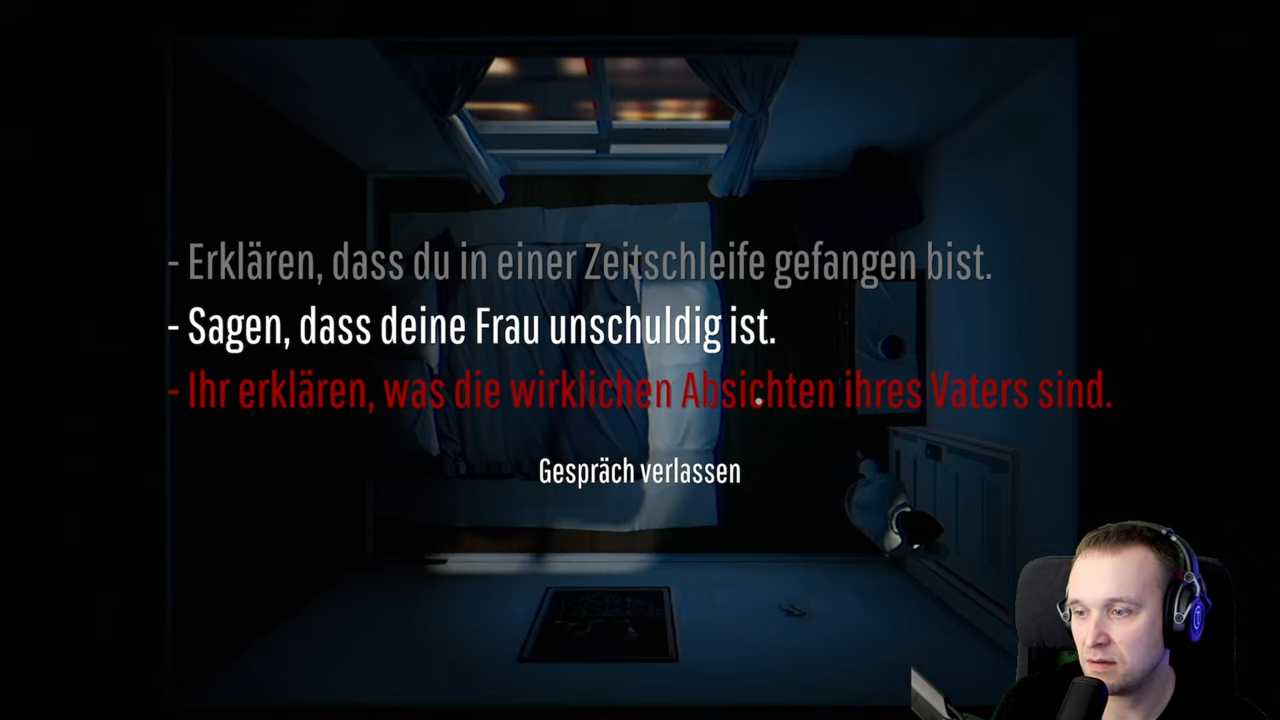 - Erklären, dass du in einer Zeitschleife gefangen bist.
- Sagen, dass deine Frau unschuldig ist.
- Ihr erklären, was die wirklichen Absichten ihres Vaters sind.
Gespräch verlassen